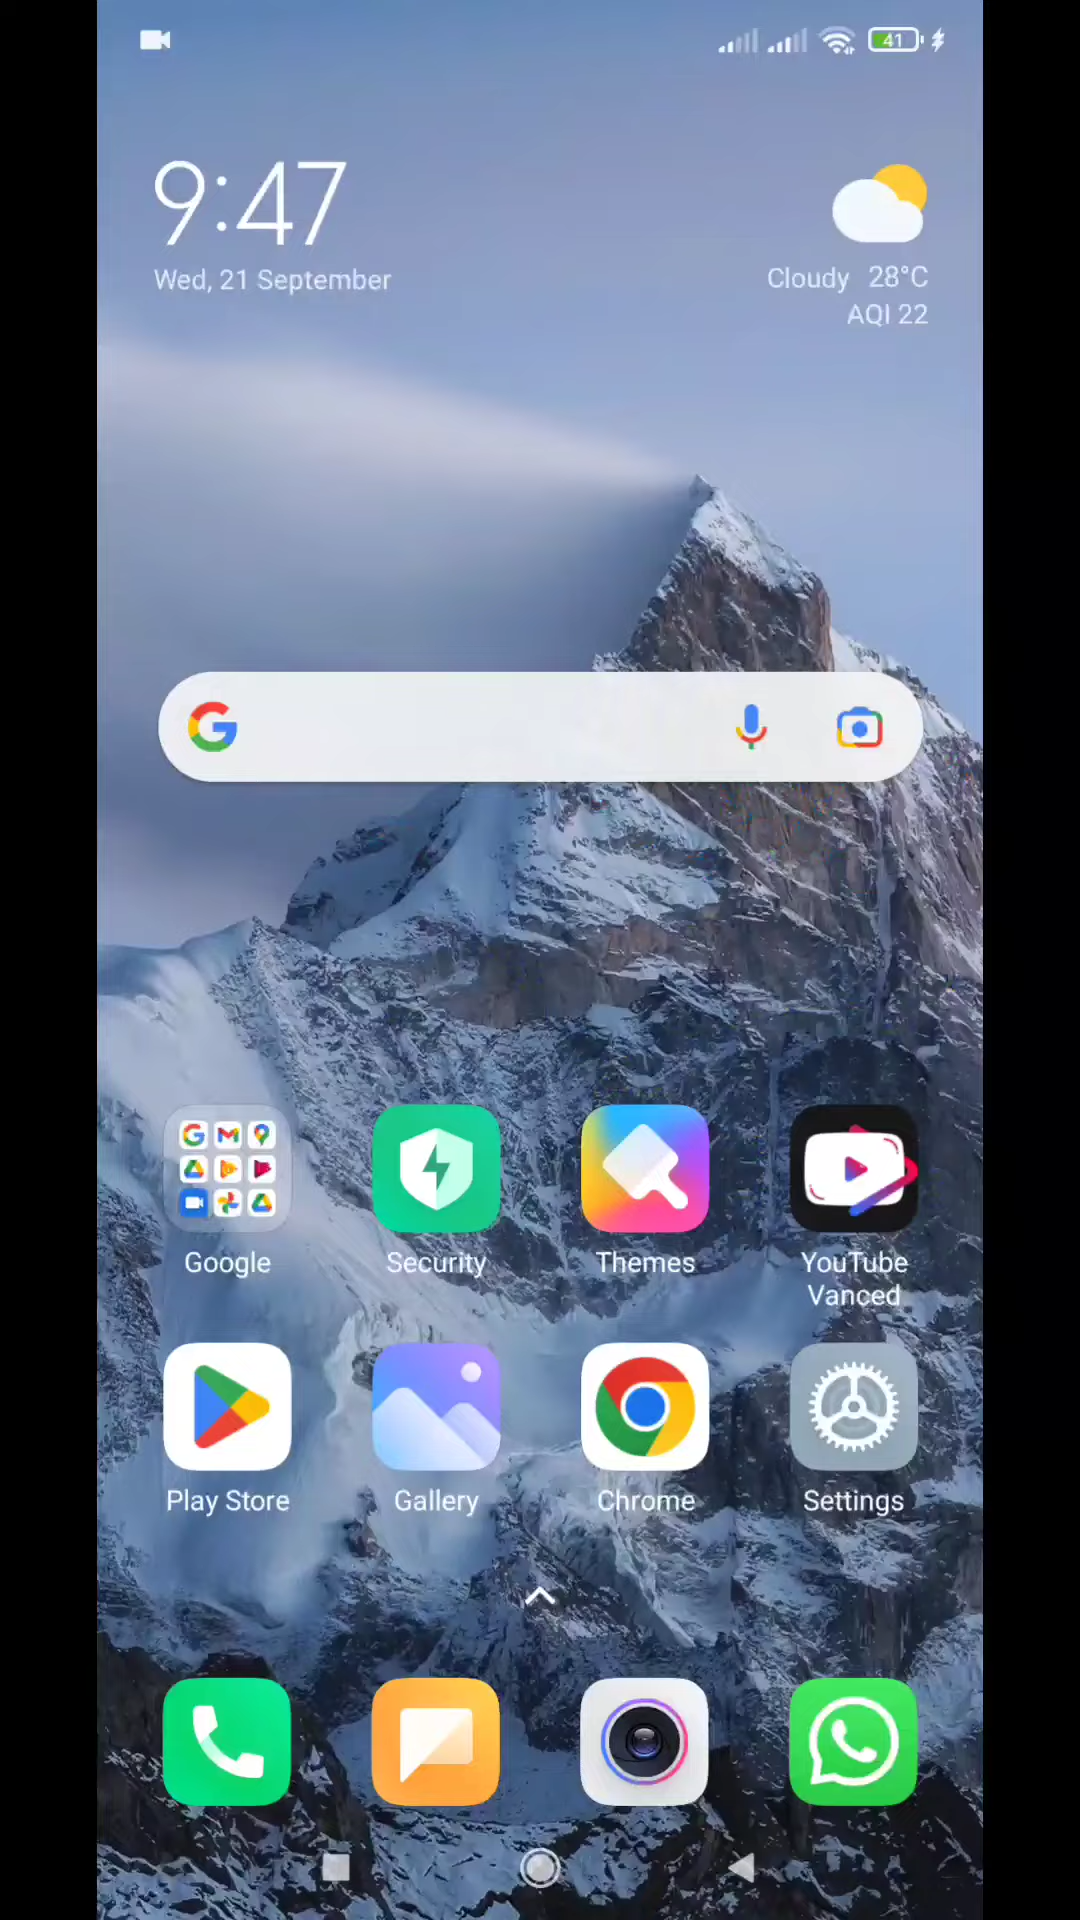 41
9:47
Wed, 21 September
Cloudy 28°C
AQI 22
Google
Security
Themes
YouTube
Vanced
Play Store
Gallery
Chrome
Settings